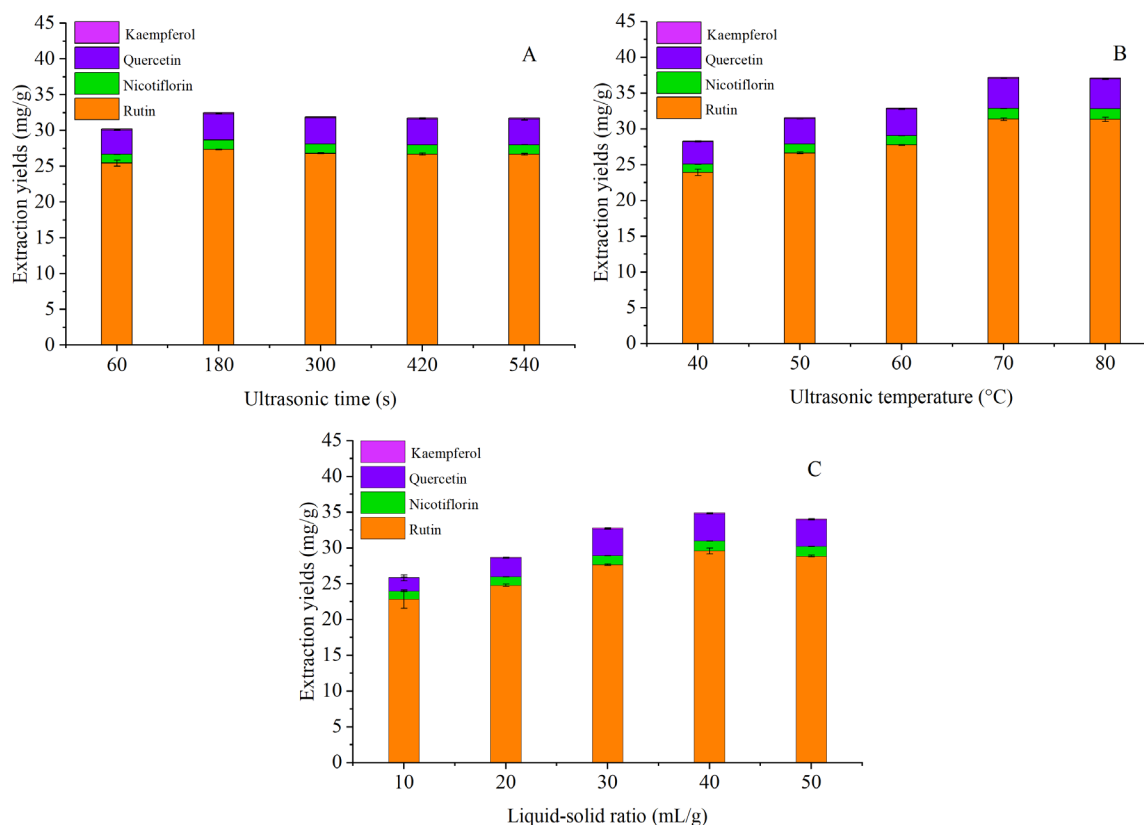 A
Kaempferol
Quercetin
Nicotiflorin
Rutin
Extraction yields (mg/g)
45
40
35
30
25
20
15
10
5
0
60 180 300 420 540
Ultrasonic time (s)
B
Kaempferol
Quercetin
Nicotiflorin
Rutin
Extraction yields (mg/g)
45
40
35
30
25
20
15
10
5
0
40 50 60 70 80
Ultrasonic temperature (°C)
C
Kaempferol
Quercetin
Nicotiflorin
Rutin
Extraction yields (mg/g)
45
40
35
30
25
20
15
10
5
0
10 20 30 40 50
Liquid-solid ratio (mL/g)